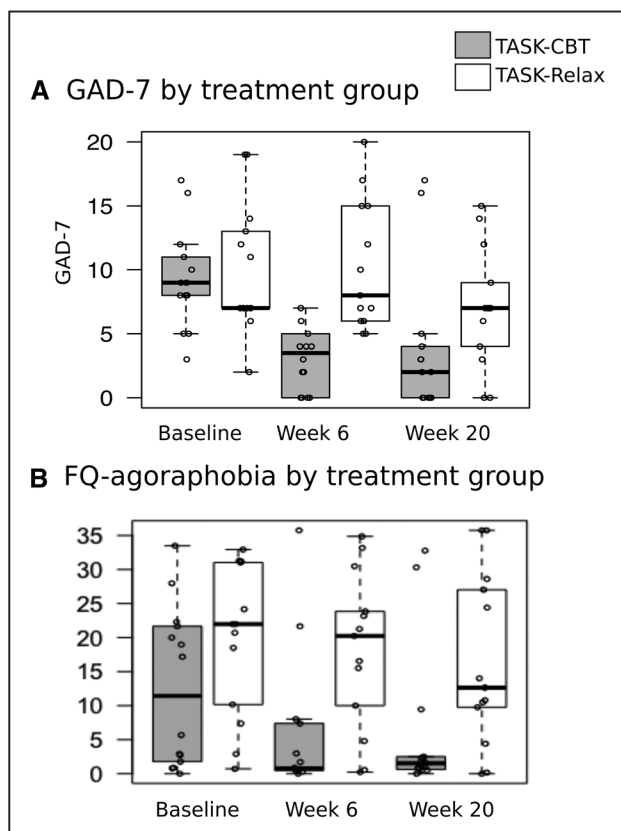 TASK-CBT
TASK-Relax
A GAD-7 by treatment group
20
15
10
5
0
GAD-7
Baseline Week 6 Week 20
B FQ-agoraphobia by treatment group
35
30
25
20
15
10
5
0
Baseline Week 6 Week 20